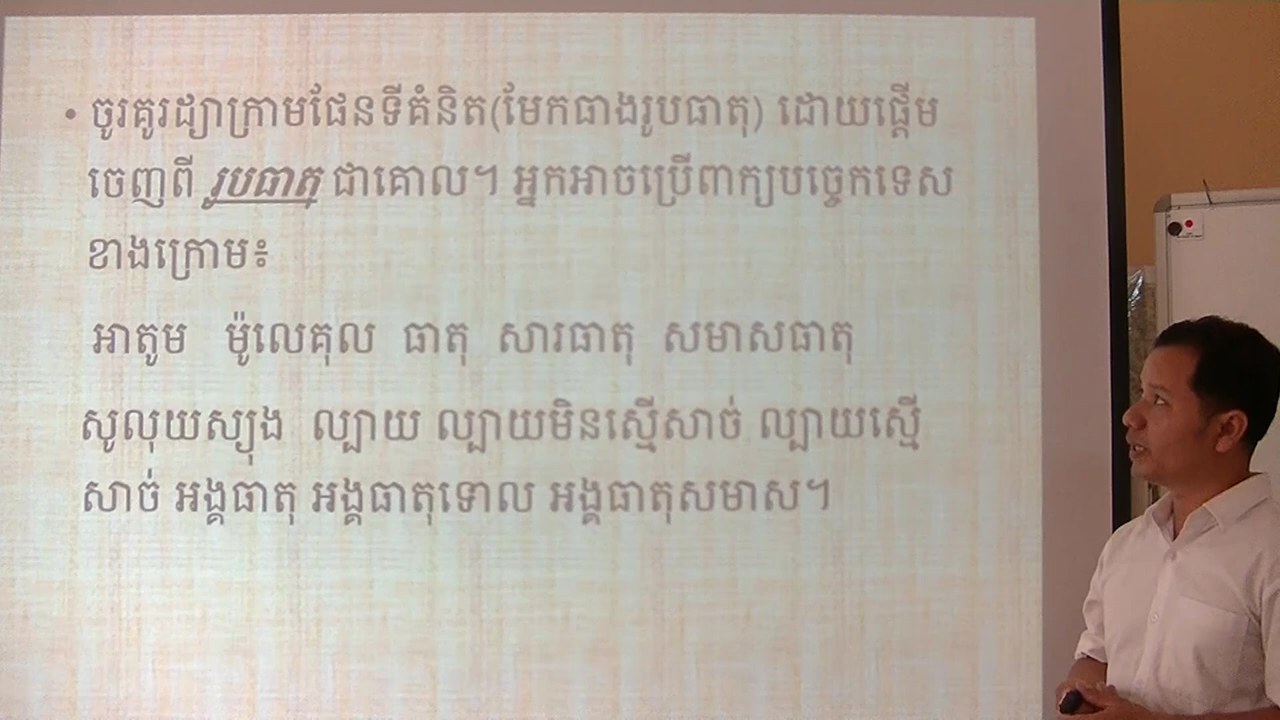 • ចូរគូរដ្យាក្រាមផែនទីគំនិត(មែកធាងរូបធាតុ) ដោយផ្ដើម
ចេញពី រូបធាតុ ជាគោល។ អ្នកអាចប្រើពាក្យបច្ចេកទេស
ខាងក្រោម៖
អាតូម ម៉ូលេគុល ធាតុ សារធាតុ សមាសធាតុ
សូលុយស្យុង ល្បាយ ល្បាយមិនស្មើសាច់ ល្បាយស្មើ
សាច់ អង្គធាតុ អង្គធាតុទោល អង្គធាតុសមាស។